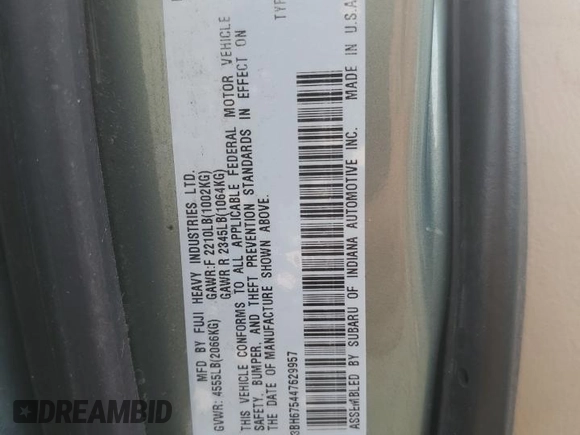 MFD BY FUJI HEAVY INDUSTRIES LTD.
GVWR: 4555LB(2066KG) GAWR:F 2210LB(1002KG)
GAWR R 2345LB(1064KG)
THIS VEHICLE CONFORMS TO ALL APPLICABLE FEDERAL MOTOR VEHICLE
SAFETY, BUMPER, AND THEFT PREVENTION STANDARDS IN EFFECT ON
THE DATE OF MANUFACTURE SHOWN ABOVE.
TYP
3BH675447629957
ASSEMBLED BY SUBARU OF INDIANA AUTOMOTIVE INC. MADE IN U.S.A
DREAMBID